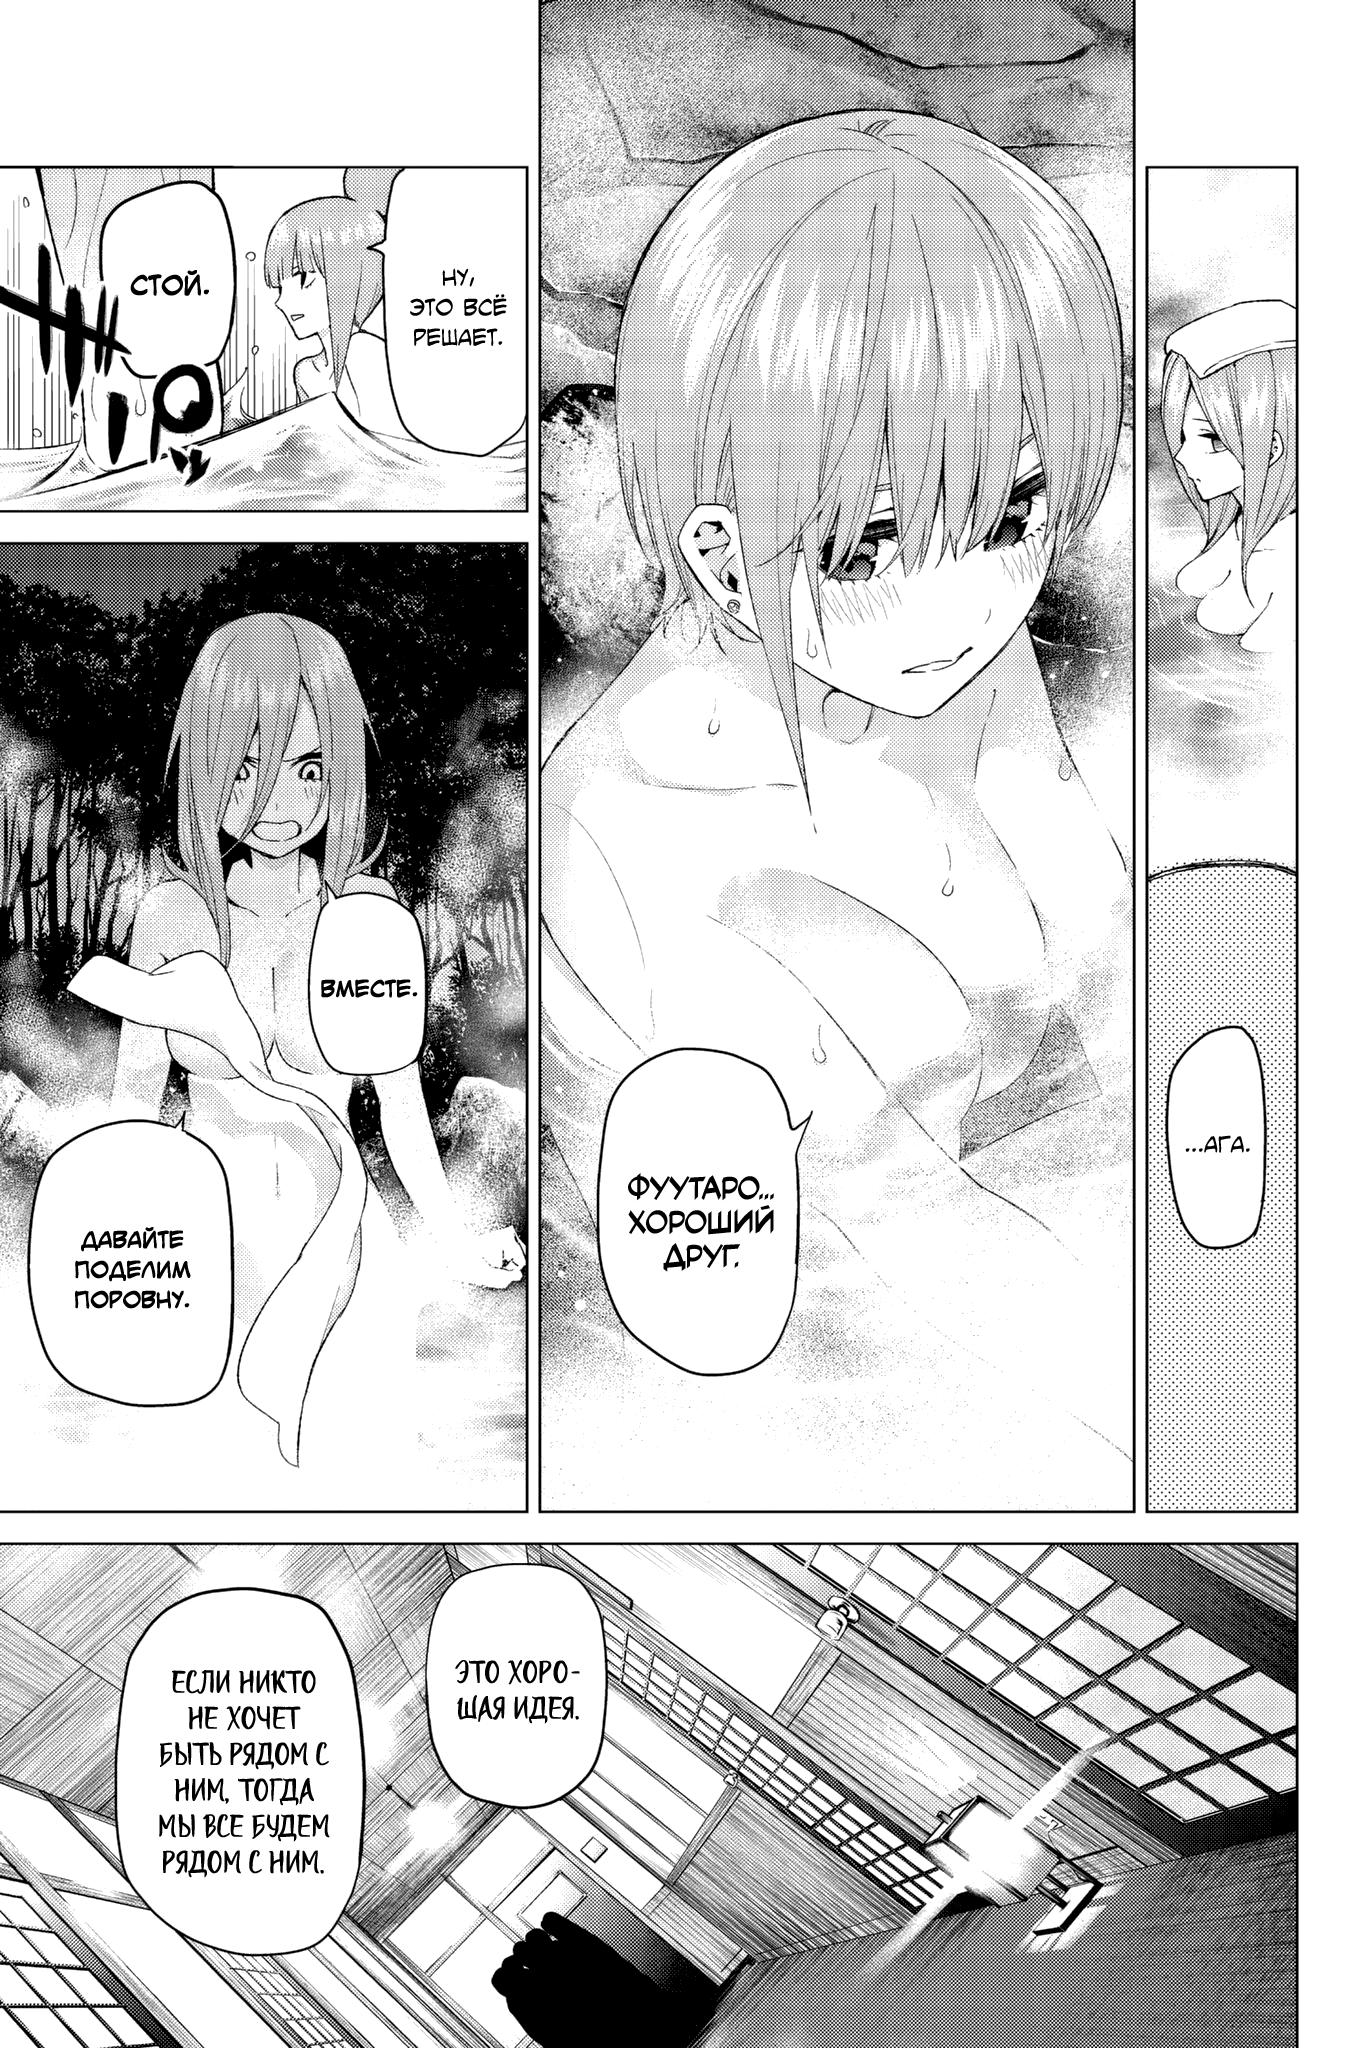 ...АГА.
ФУУТАРО...
ХОРОШИЙ
ДРУГ.
НУ,
ЭТО ВСЁ
РЕШАЕТ.
СТОЙ.
ВМЕСТЕ.
ДАВАЙТЕ
ПОДЕЛИМ
ПОРОВНУ.
ЭТО ХОРО-
ШАЯ ИДЕЯ.
ЕСЛИ НИКТО
НЕ ХОЧЕТ
БЫТЬ РЯДОМ С
НИМ, ТОГДА
МЫ ВСЕ БУДЕМ
РЯДОМ С НИМ.